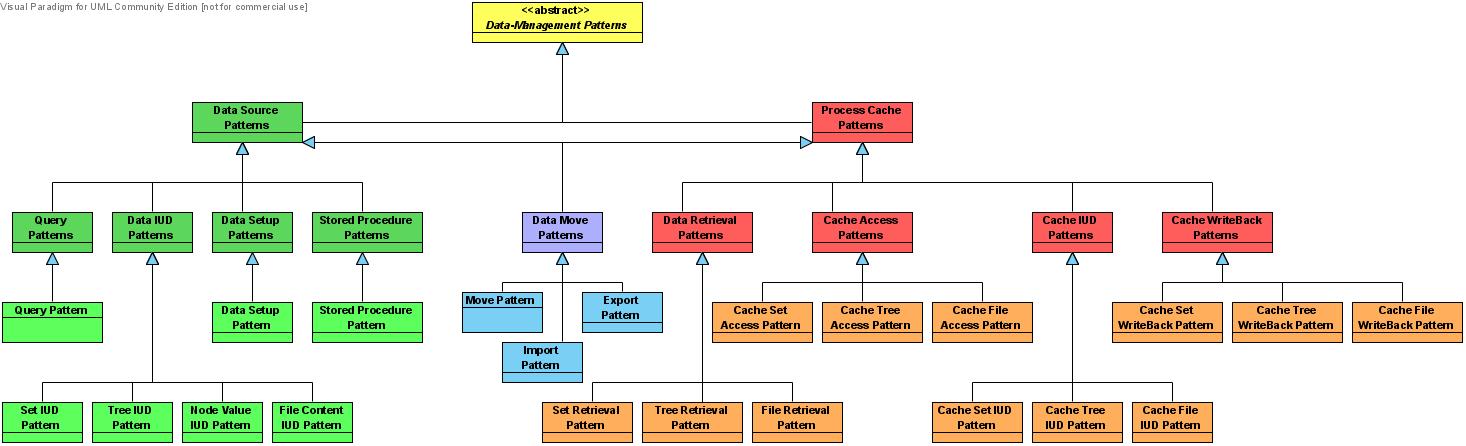 Visual Paradigm for UML Community Edition [not for commercial use]
<<abstract>>
Data-Management Patterns
Data Source
Patterns
Process Cache
Patterns
Query
Patterns
Data IUD
Patterns
Data Setup
Patterns
Stored Procedure
Patterns
Data Move
Patterns
Data Retrieval
Patterns
Cache Access
Patterns
Cache IUD
Patterns
Cache WriteBack
Patterns
Query Pattern
Data Setup
Pattern
Stored Procedure
Pattern
Move Pattern
Export
Pattern
Import
Pattern
Cache Set
Access Pattern
Cache Tree
Access Pattern
Cache File
Access Pattern
Cache Set
WriteBack Pattern
Cache Tree
WriteBack Pattern
Cache File
WriteBack Pattern
Set IUD
Pattern
Tree IUD
Pattern
Node Value
IUD Pattern
File Content
IUD Pattern
Set Retrieval
Pattern
Tree Retrieval
Pattern
File Retrieval
Pattern
Cache Set IUD
Pattern
Cache Tree
IUD Pattern
Cache File
IUD Pattern